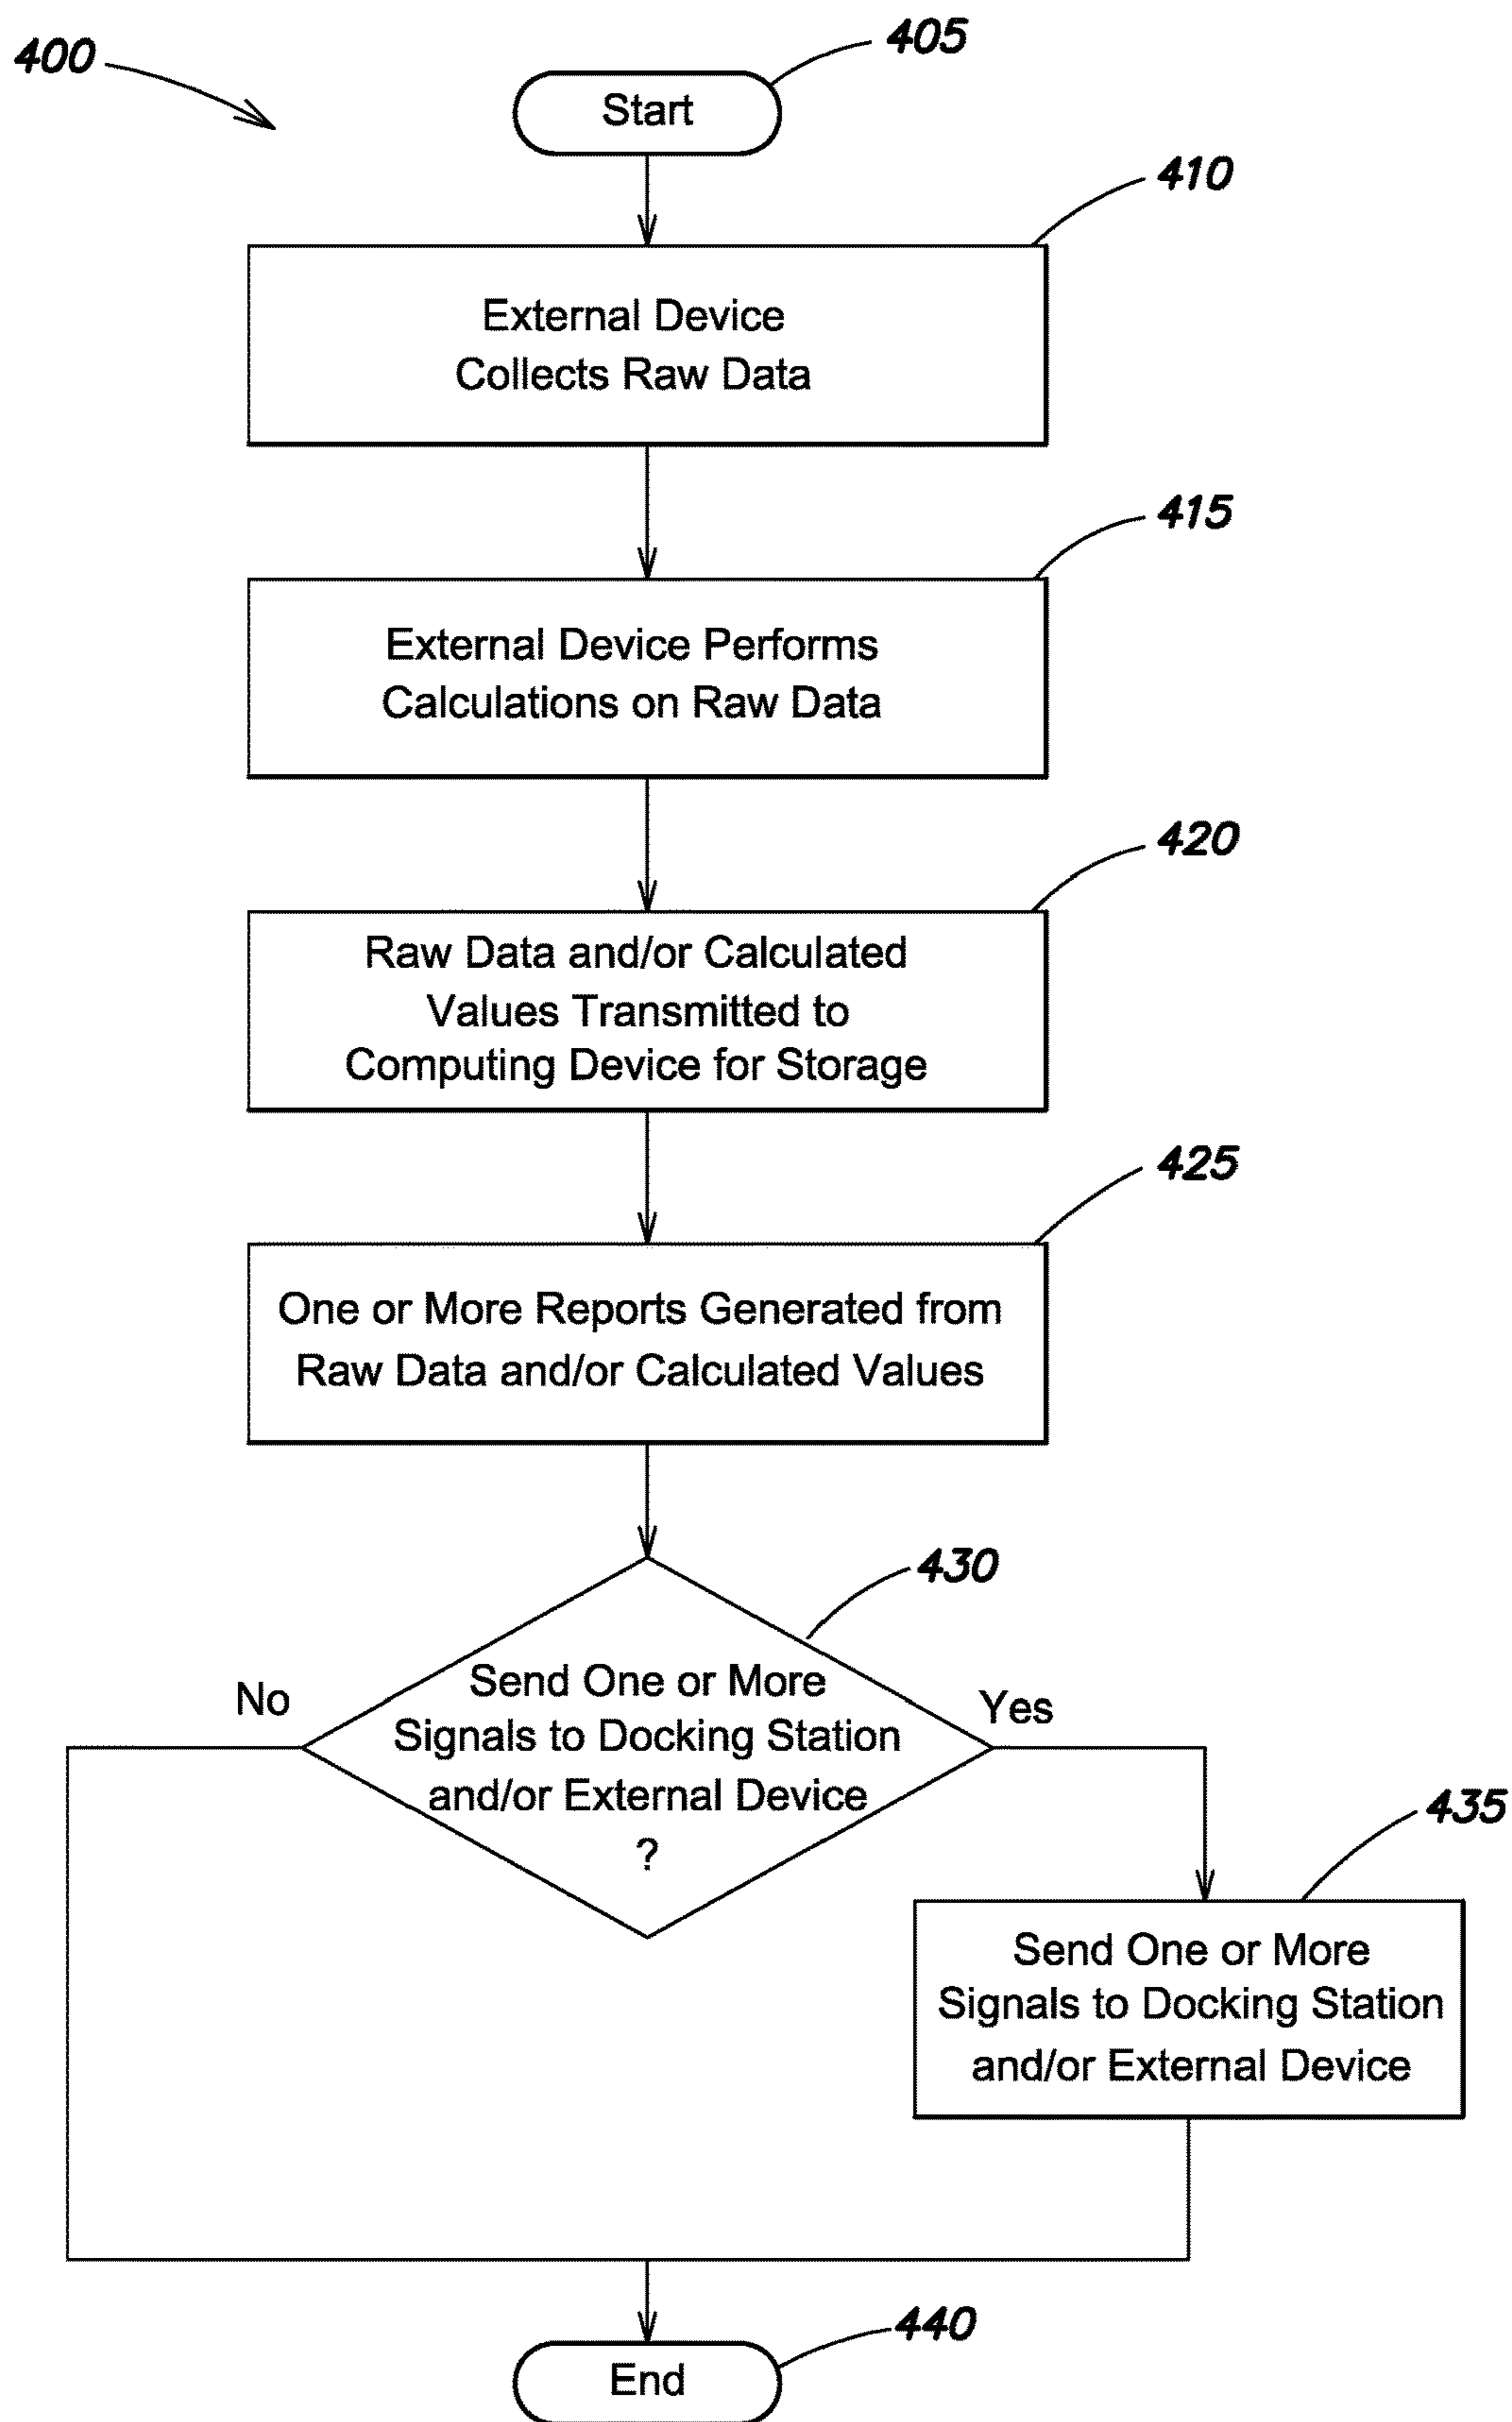 400
405
Start
410
External Device
Collects Raw Data
415
External Device Performs
Calculations on Raw Data
420
Raw Data and/or Calculated
Values Transmitted to
Computing Device for Storage
425
One or More Reports Generated from
Raw Data and/or Calculated Values
430
Send One or More
Signals to Docking Station
and/or External Device
?
No
Yes
435
Send One or More
Signals to Docking Station
and/or External Device
440
End